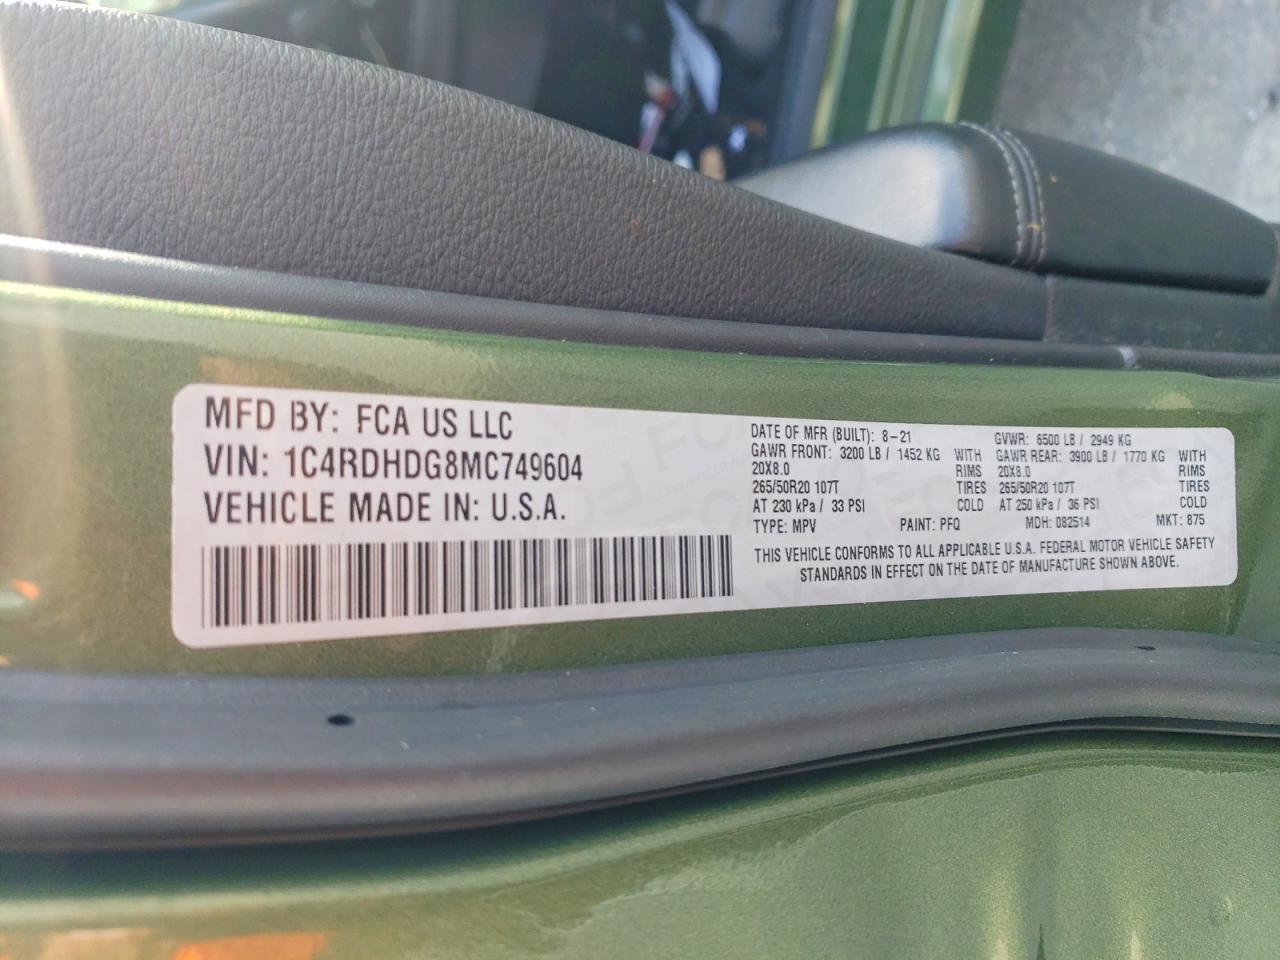 MFD BY: FCA US LLC
VIN: 1C4RDHDG8MC749604
VEHICLE MADE IN: U.S.A.
DATE OF MFR (BUILT): 8-21 GVWR: 6500 LB / 2949 KG
GAWR FRONT: 3200 LB / 1452 KG WITH GAWR REAR: 3900 LB / 1770 KG WITH
20X8.0 RIMS 20X8.0 RIMS
265/50R20 107T TIRES 265/50R20 107T TIRES
AT 230 kPa / 33 PSI COLD AT 250 kPa / 36 PSI COLD
TYPE: MPV PAINT: PFQ MDH: 082514 MKT: 875
THIS VEHICLE CONFORMS TO ALL APPLICABLE U.S.A. FEDERAL MOTOR VEHICLE SAFETY
STANDARDS IN EFFECT ON THE DATE OF MANUFACTURE SHOWN ABOVE.